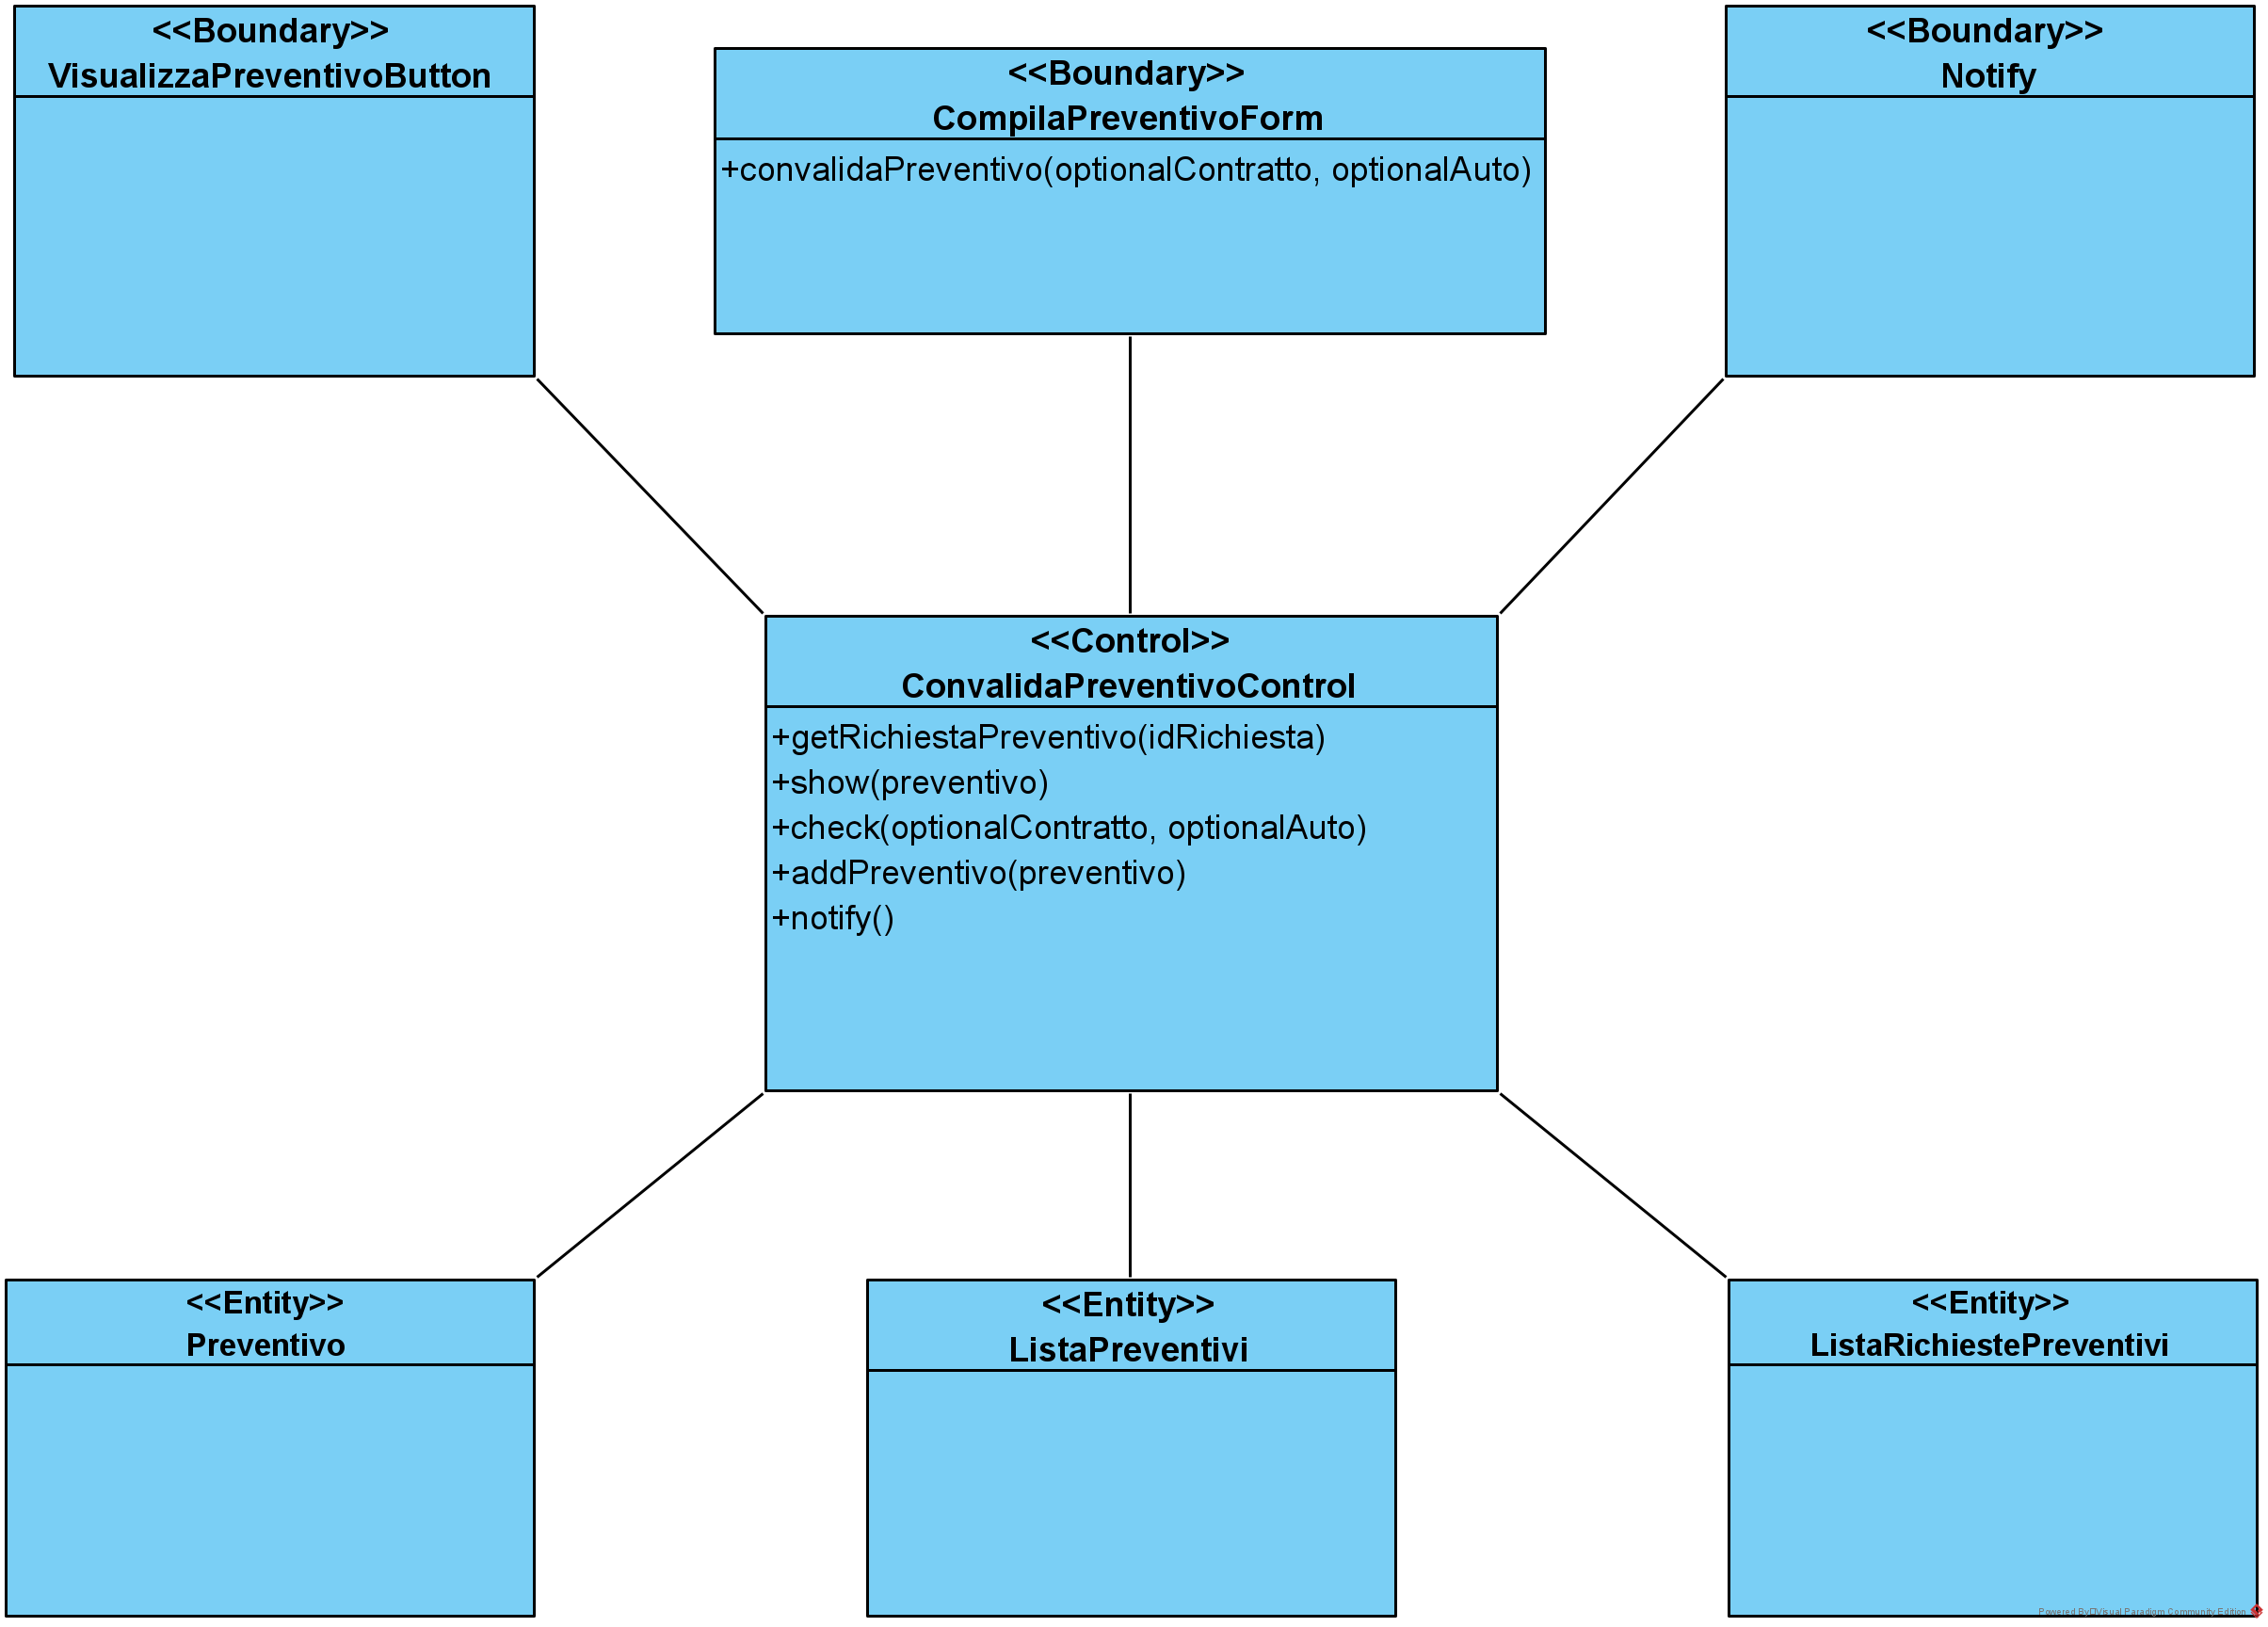 <<Boundary>>
VisualizzaPreventivoButton
<<Boundary>>
CompilaPreventivoForm
+convalidaPreventivo(optionalContratto, optionalAuto)
<<Boundary>>
Notify
<<Control>>
ConvalidaPreventivoControl
+getRichiestaPreventivo(idRichiesta)
+show(preventivo)
+check(optionalContratto, optionalAuto)
+addPreventivo(preventivo)
+notify()
<<Entity>>
Preventivo
<<Entity>>
ListaPreventivi
<<Entity>>
ListaRichiestePreventivi
Powered By Visual Paradigm Community Edition